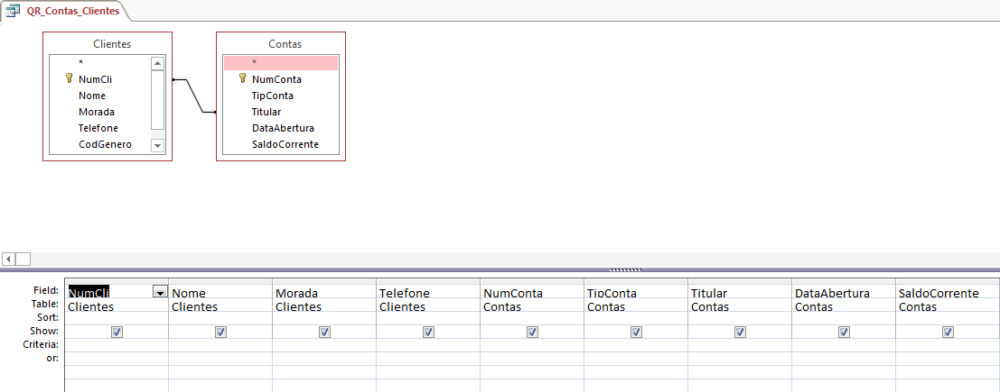 QR_Contas_Clientes
Clientes
*
NumCli
Nome
Morada
Telefone
CodGenero
Contas
*
NumConta
TipConta
Titular
DataAbertura
SaldoCorrente
Field: NumCli Nome Morada Telefone NumConta TipConta Titular DataAbertura SaldoCorrente
Table: Clientes Clientes Clientes Clientes Contas Contas Contas Contas Contas
Sort:
Show:
Criteria:
or: